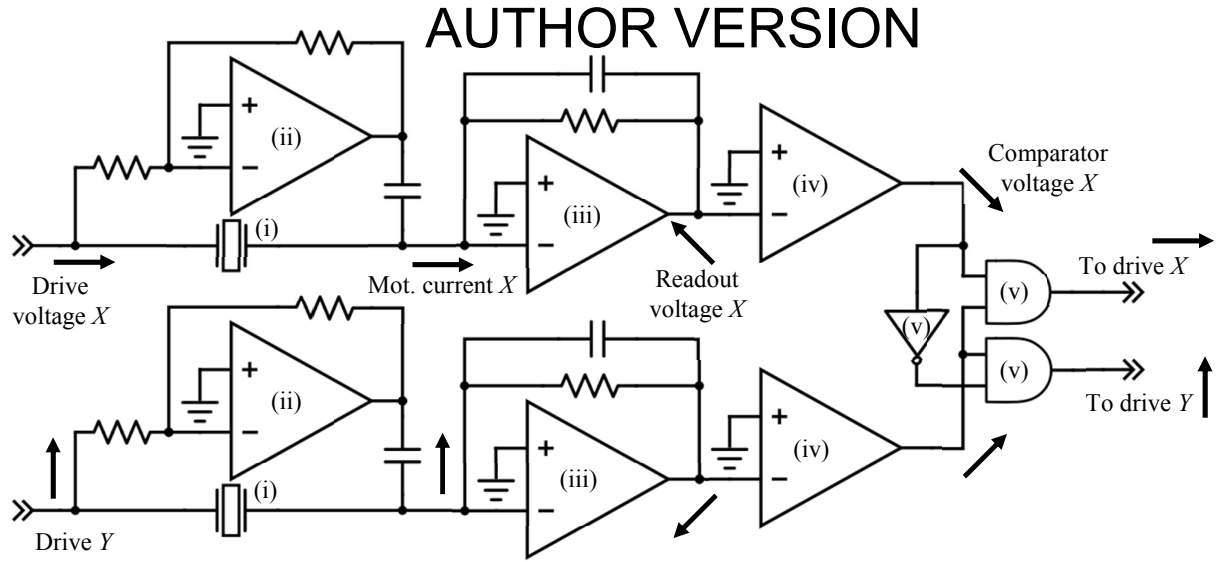 AUTHOR VERSION
+
(ii)
−
+
(iii)
−
+
(iv)
−
Comparator
voltage X
(i)
Drive
voltage X
Mot. current X
Readout
voltage X
(v)
To drive X
(v)
(v)
To drive Y
+
(ii)
−
+
(iii)
−
+
(iv)
−
(i)
Drive Y